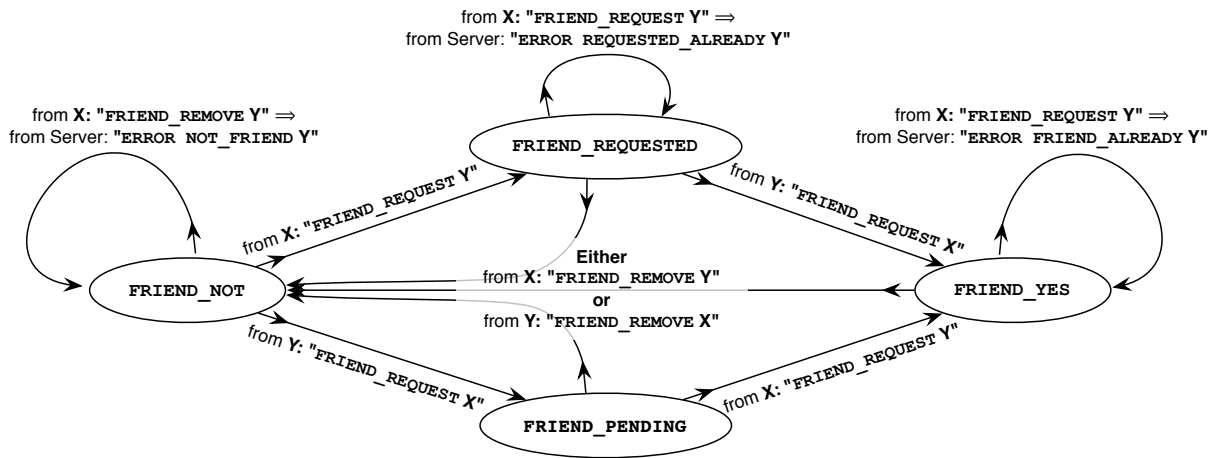 from X: "FRIEND_REQUEST Y" ⇒
from Server: "ERROR REQUESTED_ALREADY Y"
from X: "FRIEND_REMOVE Y" ⇒
from Server: "ERROR NOT_FRIEND Y"
from X: "FRIEND_REQUEST Y" ⇒
from Server: "ERROR FRIEND_ALREADY Y"
FRIEND_REQUESTED
from X: "FRIEND_REQUEST Y"
from Y: "FRIEND_REQUEST X"
Either
from X: "FRIEND_REMOVE Y"
or
from Y: "FRIEND_REMOVE X"
FRIEND_NOT
FRIEND_YES
from Y: "FRIEND_REQUEST X"
from X: "FRIEND_REQUEST Y"
FRIEND_PENDING